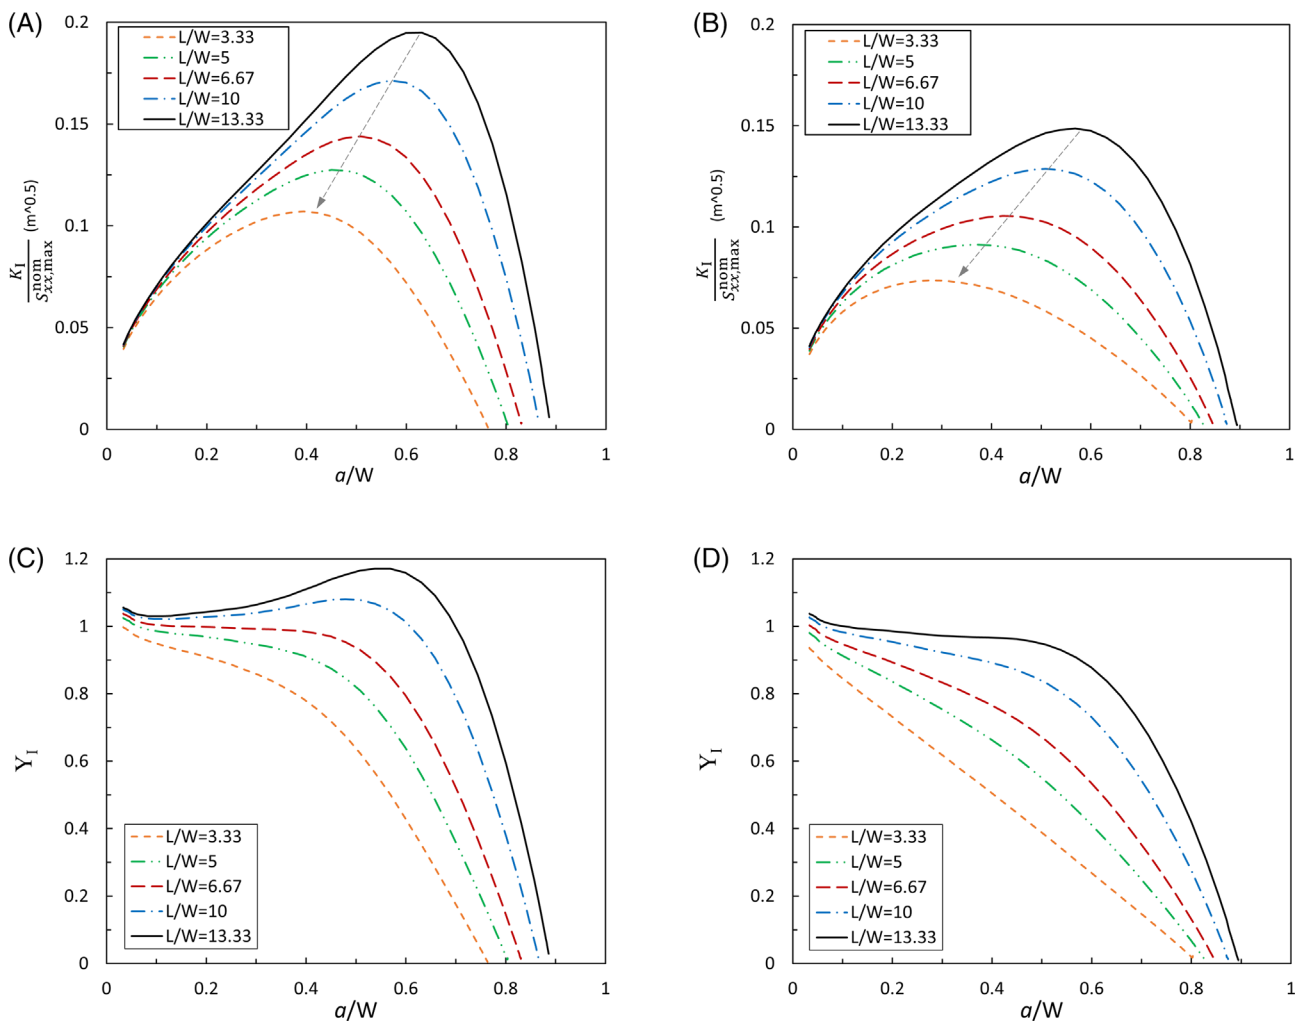 (A)
0.2
0.15
0.1
0.05
0
0
0.2
0.4
0.6
0.8
1
a/W
K_I / S_xx,max^nom (m^0.5)
L/W=3.33
L/W=5
L/W=6.67
L/W=10
L/W=13.33
(B)
0.2
0.15
0.1
0.05
0
0
0.2
0.4
0.6
0.8
1
a/W
K_I / S_xx,max^nom (m^0.5)
L/W=3.33
L/W=5
L/W=6.67
L/W=10
L/W=13.33
(C)
1.2
1
0.8
0.6
0.4
0.2
0
0
0.2
0.4
0.6
0.8
1
a/W
Y_I
L/W=3.33
L/W=5
L/W=6.67
L/W=10
L/W=13.33
(D)
1.2
1
0.8
0.6
0.4
0.2
0
0
0.2
0.4
0.6
0.8
1
a/W
Y_I
L/W=3.33
L/W=5
L/W=6.67
L/W=10
L/W=13.33